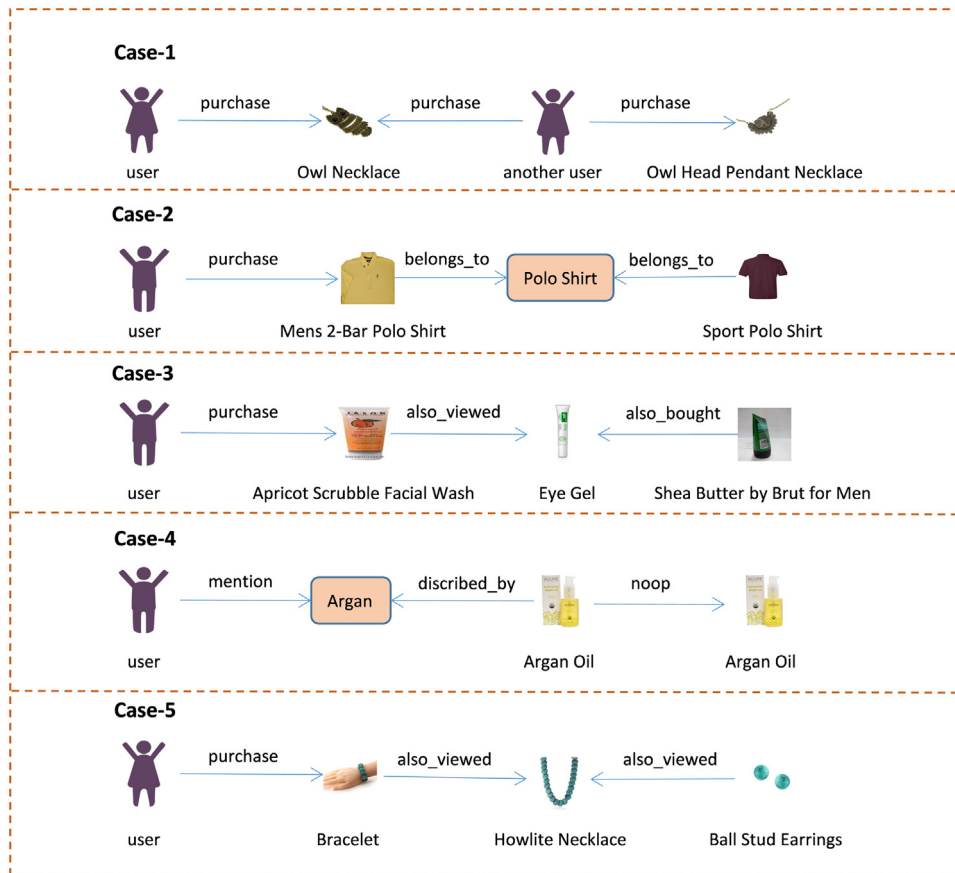 Case-1
purchase purchase purchase
user Owl Necklace another user Owl Head Pendant Necklace
Case-2
purchase belongs_to Polo Shirt belongs_to
user Mens 2-Bar Polo Shirt Sport Polo Shirt
Case-3
purchase also_viewed also_bought
JASON
user Apricot Scrubble Facial Wash Eye Gel Shea Butter by Brut for Men
Case-4
mention Argan discribed_by noop
user Argan Oil Argan Oil
Case-5
purchase also_viewed also_viewed
user Bracelet Howlite Necklace Ball Stud Earrings